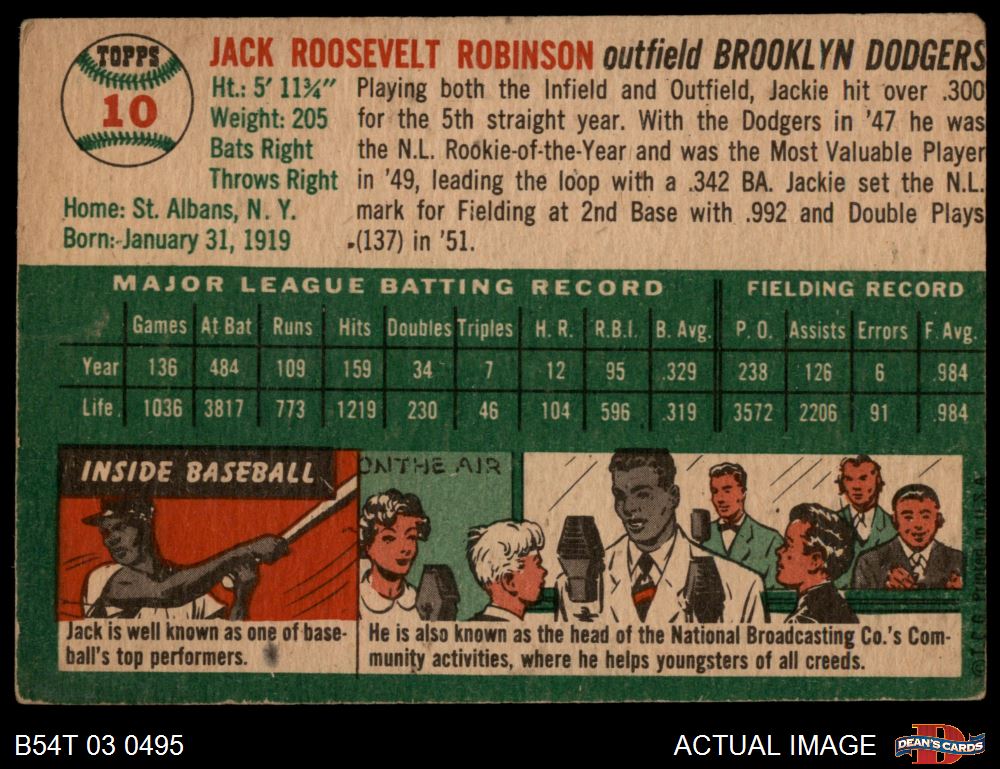 TOPPS
10
JACK ROOSEVELT ROBINSON outfield BROOKLYN DODGERS
Ht.: 5' 11¾"
Weight: 205
Bats Right
Throws Right
Home: St. Albans, N. Y.
Born: January 31, 1919
Playing both the Infield and Outfield, Jackie hit over .300
for the 5th straight year. With the Dodgers in '47 he was
the N.L. Rookie-of-the-Year and was the Most Valuable Player
in '49, leading the loop with a .342 BA. Jackie set the N.L.
mark for Fielding at 2nd Base with .992 and Double Plays
(137) in '51.
MAJOR LEAGUE BATTING RECORD FIELDING RECORD
Games At Bat Runs Hits Doubles Triples H. R. R.B.I. B. Avg. P. O. Assists Errors F. Avg.
Year 136 484 109 159 34 7 12 95 .329 238 126 6 .984
Life 1036 3817 773 1219 230 46 104 596 .319 3572 2206 91 .984
INSIDE BASEBALL
ON THE AIR
Jack is well known as one of base-
ball's top performers.
He is also known as the head of the National Broadcasting Co.'s Com-
munity activities, where he helps youngsters of all creeds.
© T.C.G. Printed in U.S.A.
B54T 03 0495
ACTUAL IMAGE
D
DEAN'S CARDS